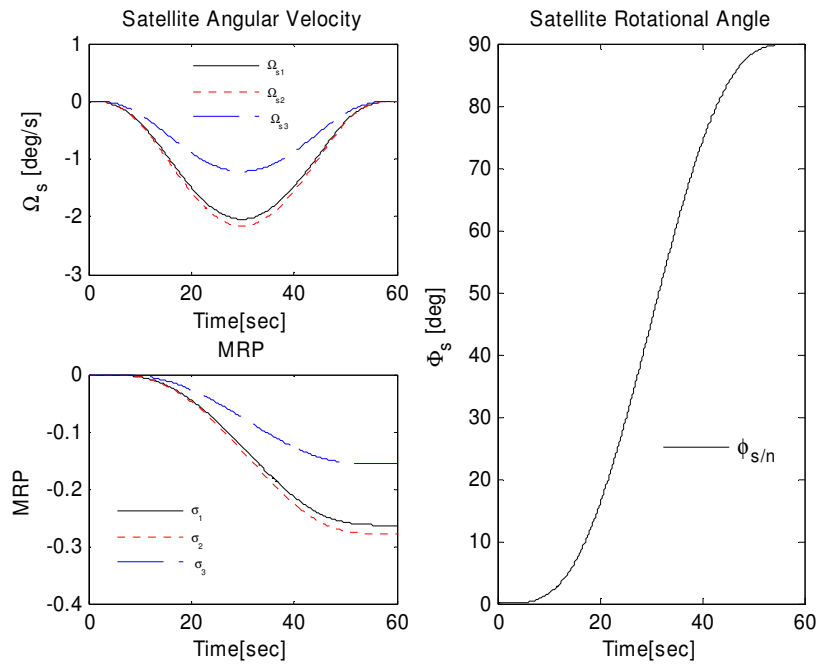 Satellite Angular Velocity
1
0
-1
-2
-3
Ω_s [deg/s]
Ω_s1
Ω_s2
Ω_s3
0 20 40 60
Time[sec]
MRP
0
-0.1
-0.2
-0.3
-0.4
MRP
σ_1
σ_2
σ_3
0 20 40 60
Time[sec]
Satellite Rotational Angle
90
80
70
60
50
40
30
20
10
0
Φ_s [deg]
ϕ_s/n
0 20 40 60
Time[sec]